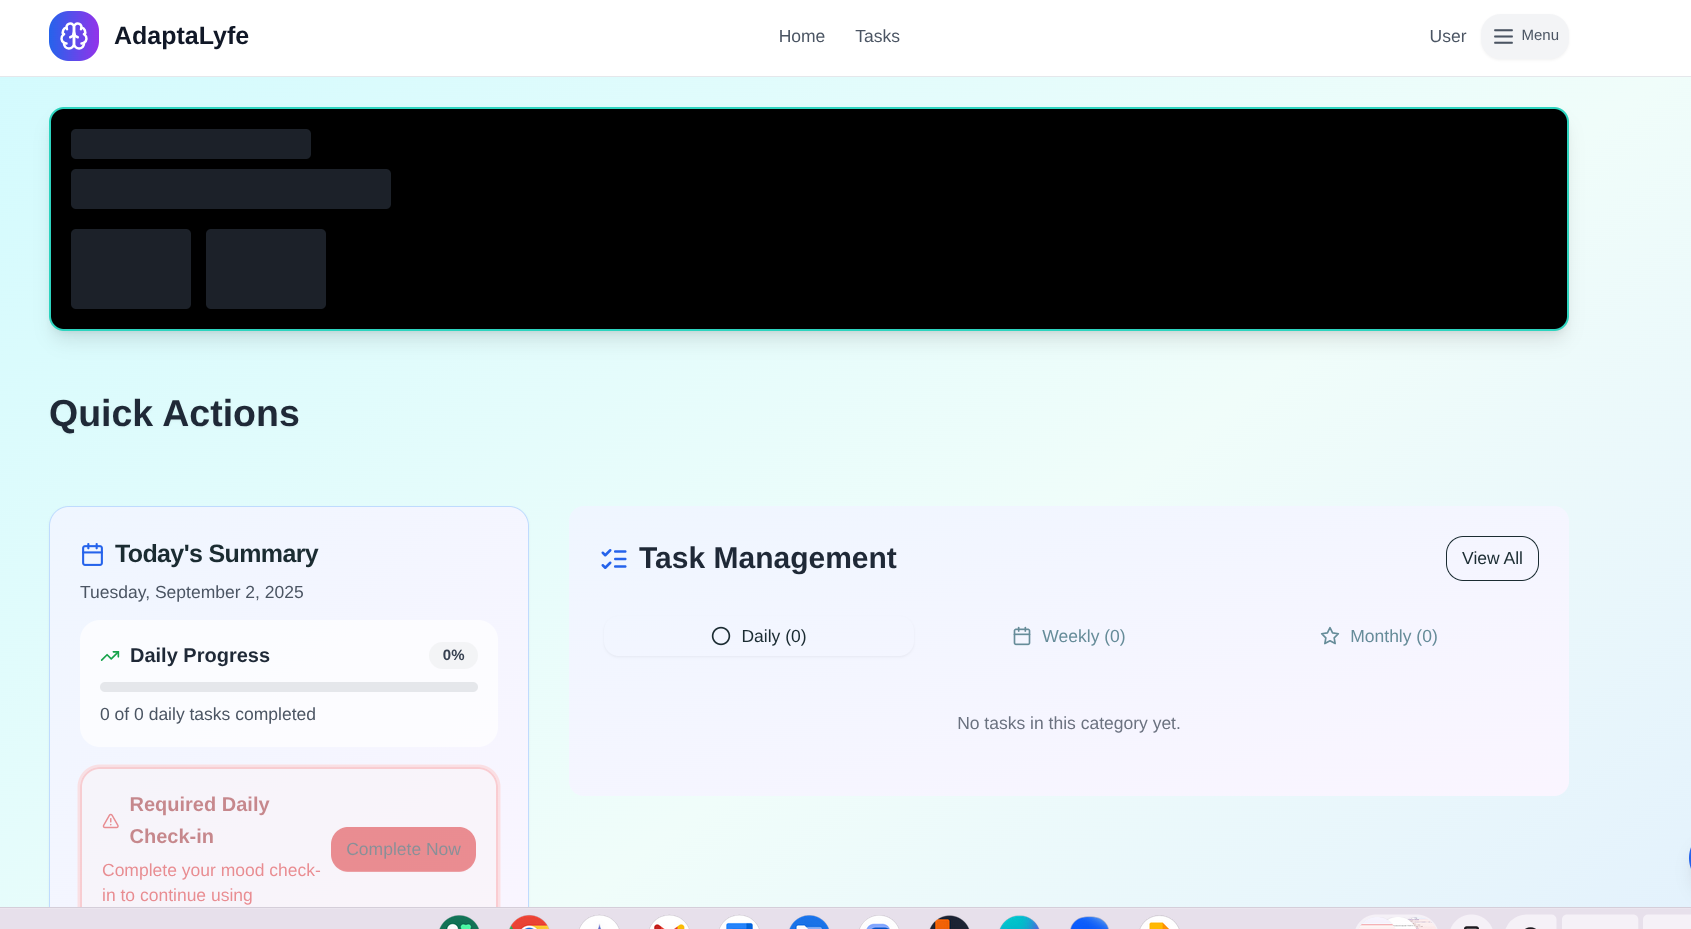 AdaptaLyfe
Home Tasks
User Menu
Quick Actions
Today's Summary
Tuesday, September 2, 2025
Daily Progress 0%
0 of 0 daily tasks completed
Required Daily
Check-in
Complete your mood check-
in to continue using
Complete Now
Task Management
View All
Daily (0) Weekly (0) Monthly (0)
No tasks in this category yet.